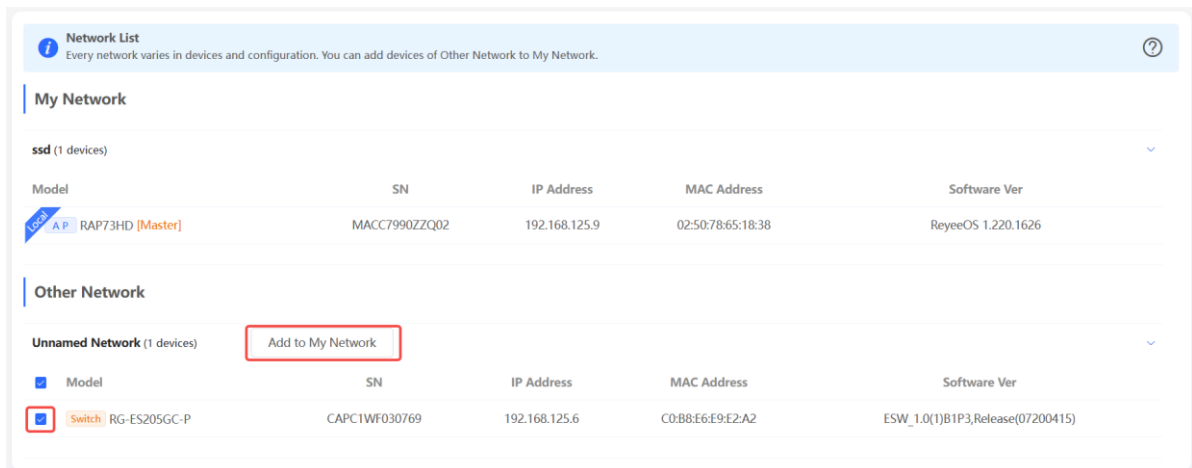 Network List
Every network varies in devices and configuration. You can add devices of Other Network to My Network.
My Network
ssd (1 devices)
Model SN IP Address MAC Address Software Ver
Local AP RAP73HD [Master] MACC7990ZZQ02 192.168.125.9 02:50:78:65:18:38 ReyeeOS 1.220.1626
Other Network
Unnamed Network (1 devices) Add to My Network
Model SN IP Address MAC Address Software Ver
Switch RG-ES205GC-P CAPC1WF030769 192.168.125.6 C0:B8:E6:E9:E2:A2 ESW_1.0(1)B1P3,Release(07200415)